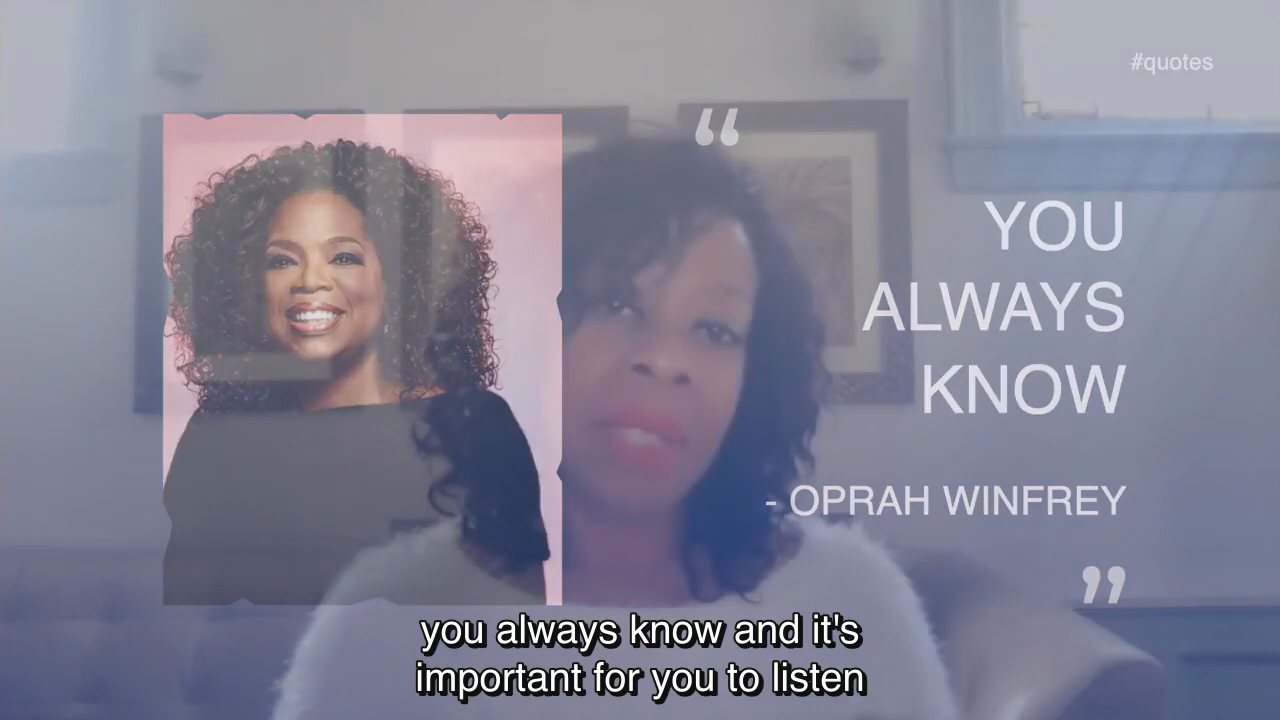 #quotes
“
YOU
ALWAYS
KNOW
- OPRAH WINFREY
”
you always know and it's
important for you to listen